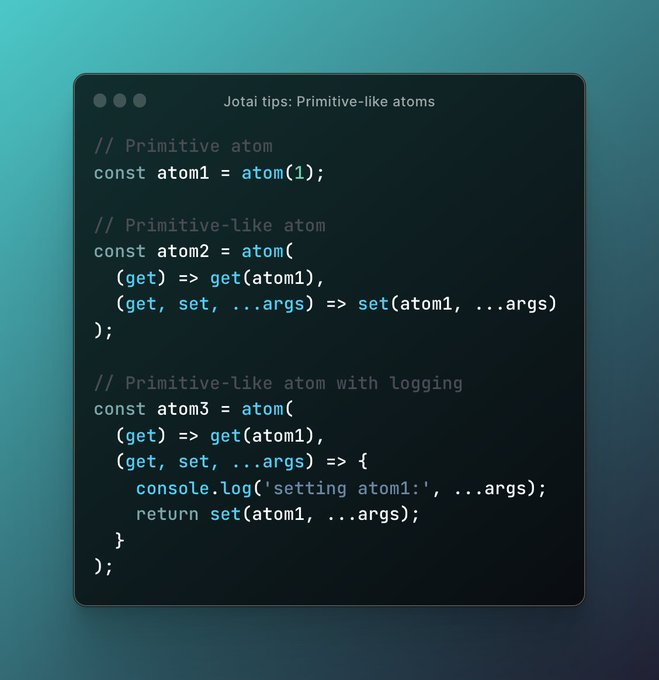 Jotai tips: Primitive-like atoms
// Primitive atom
const atom1 = atom(1);
// Primitive-like atom
const atom2 = atom(
  (get) => get(atom1),
  (get, set, ...args) => set(atom1, ...args)
);
// Primitive-like atom with logging
const atom3 = atom(
  (get) => get(atom1),
  (get, set, ...args) => {
    console.log('setting atom1:', ...args);
    return set(atom1, ...args);
  }
);